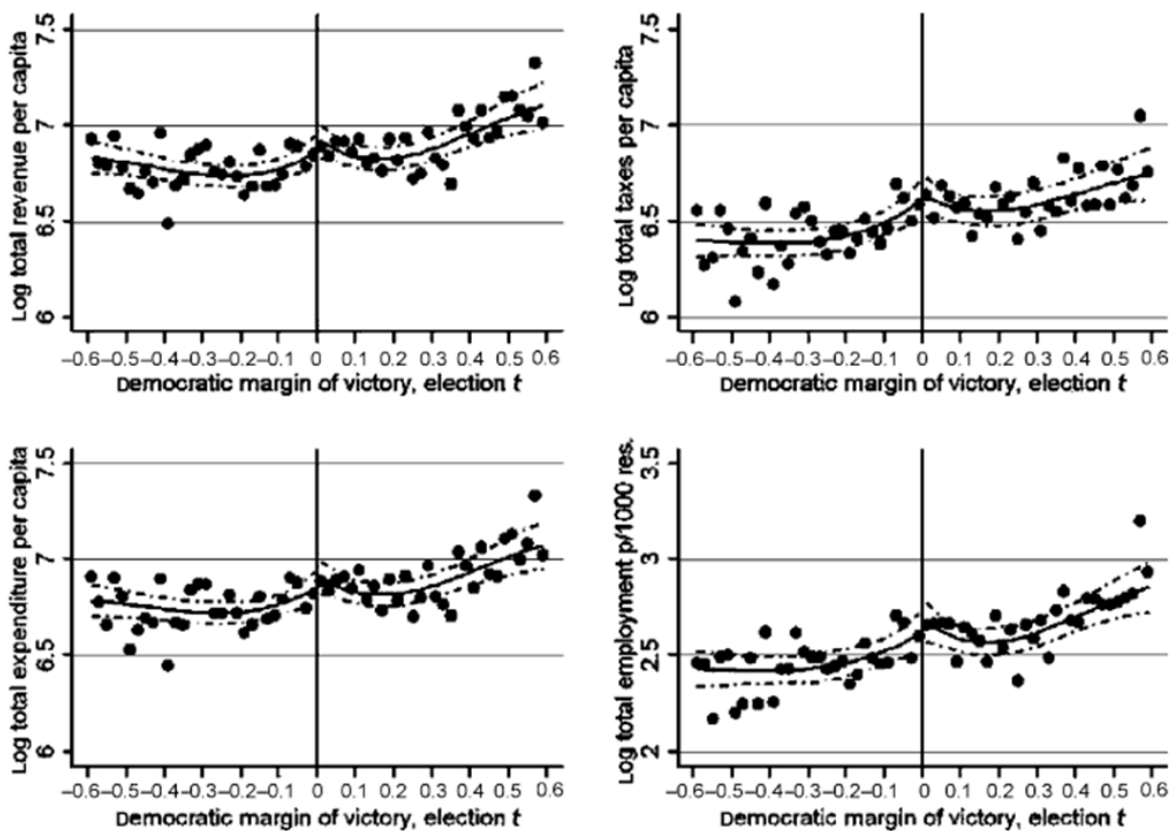 Log total revenue per capita
7.5
7
6.5
6
−0.6 −0.5 −0.4 −0.3 −0.2 −0.1 0 0.1 0.2 0.3 0.4 0.5 0.6
Democratic margin of victory, election t
Log total taxes per capita
7.5
7
6.5
6
−0.6 −0.5 −0.4 −0.3 −0.2 −0.1 0 0.1 0.2 0.3 0.4 0.5 0.6
Democratic margin of victory, election t
Log total expenditure per capita
7.5
7
6.5
6
−0.6 −0.5 −0.4 −0.3 −0.2 −0.1 0 0.1 0.2 0.3 0.4 0.5 0.6
Democratic margin of victory, election t
Log total employment p/1000 res.
3.5
3
2.5
2
−0.6 −0.5 −0.4 −0.3 −0.2 −0.1 0 0.1 0.2 0.3 0.4 0.5 0.6
Democratic margin of victory, election t